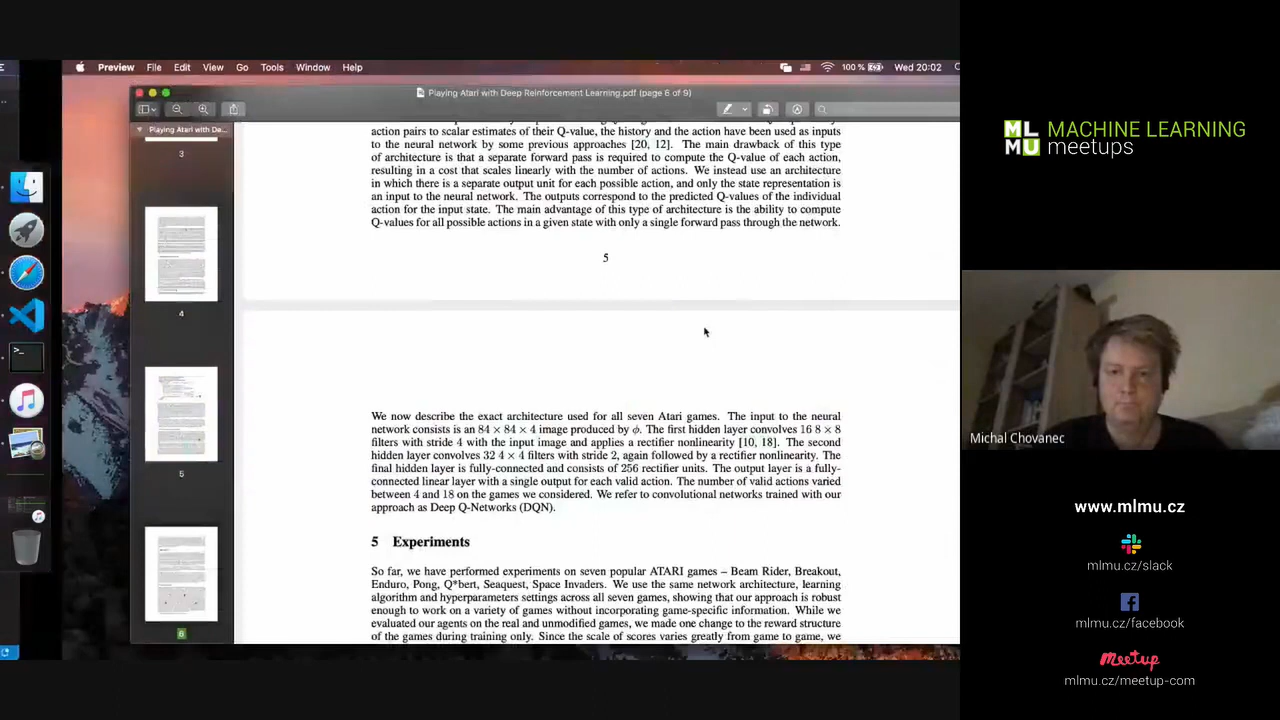 Preview File Edit View Go Tools Window Help
100 % Wed 20:02
Playing Atari with Deep Reinforcement Learning.pdf (page 6 of 9)
Playing Atari with De...
3
4
5
6
action pairs to scalar estimates of their Q-value, the history and the action have been used as inputs
to the neural network by some previous approaches [20, 12]. The main drawback of this type
of architecture is that a separate forward pass is required to compute the Q-value of each action,
resulting in a cost that scales linearly with the number of actions. We instead use an architecture
in which there is a separate output unit for each possible action, and only the state representation is
an input to the neural network. The outputs correspond to the predicted Q-values of the individual
action for the input state. The main advantage of this type of architecture is the ability to compute
Q-values for all possible actions in a given state with only a single forward pass through the network.
5
We now describe the exact architecture used for all seven Atari games. The input to the neural
network consists is an 84 × 84 × 4 image produced by ϕ. The first hidden layer convolves 16 8 × 8
filters with stride 4 with the input image and applies a rectifier nonlinearity [10, 18]. The second
hidden layer convolves 32 4 × 4 filters with stride 2, again followed by a rectifier nonlinearity. The
final hidden layer is fully-connected and consists of 256 rectifier units. The output layer is a fully-
connected linear layer with a single output for each valid action. The number of valid actions varied
between 4 and 18 on the games we considered. We refer to convolutional networks trained with our
approach as Deep Q-Networks (DQN).
5 Experiments
So far, we have performed experiments on seven popular ATARI games – Beam Rider, Breakout,
Enduro, Pong, Q*bert, Seaquest, Space Invaders. We use the same network architecture, learning
algorithm and hyperparameters settings across all seven games, showing that our approach is robust
enough to work on a variety of games without incorporating game-specific information. While we
evaluated our agents on the real and unmodified games, we made one change to the reward structure
of the games during training only. Since the scale of scores varies greatly from game to game, we
ML
MU
MACHINE LEARNING
meetups
Michal Chovanec
www.mlmu.cz
mlmu.cz/slack
mlmu.cz/facebook
Meetup
mlmu.cz/meetup-com